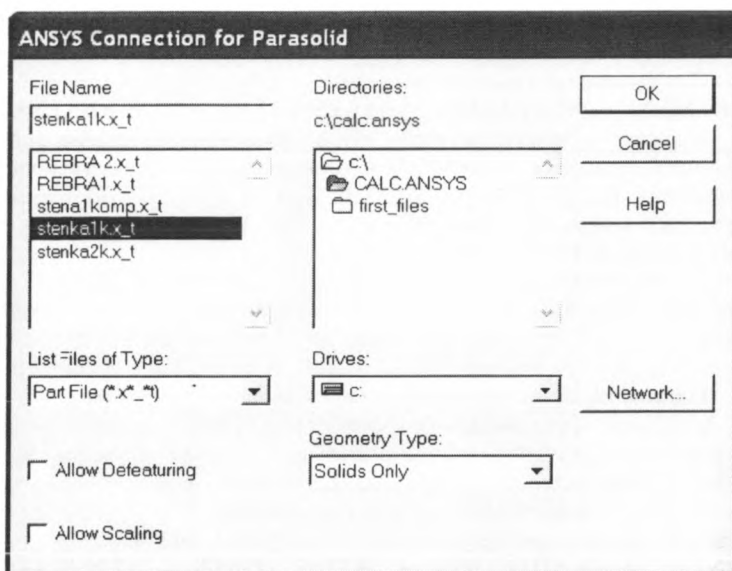 ANSYS Connection for Parasolid
File Name
stenka1k.x_t
REBRA 2.x_t
REBRA1.x_t
stena1komp.x_t
stenka1k.x_t
stenka2k.x_t
List Files of Type:
Part File (*.x*_*t)
Allow Defeaturing
Allow Scaling
Directories:
c:\calc.ansys
c:\
CALC.ANSYS
first_files
Drives:
c:
Geometry Type:
Solids Only
OK
Cancel
Help
Network...